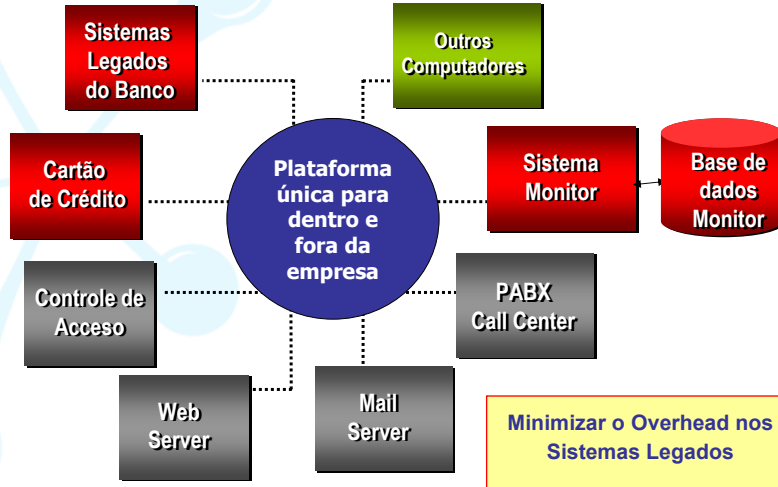 Sistemas
Legados
do Banco
Outros
Computadores
Cartão
de Crédito
Plataforma
única para
dentro e
fora da
empresa
Sistema
Monitor
Base de
dados
Monitor
Controle de
Acceso
PABX
Call Center
Web
Server
Mail
Server
Minimizar o Overhead nos
Sistemas Legados